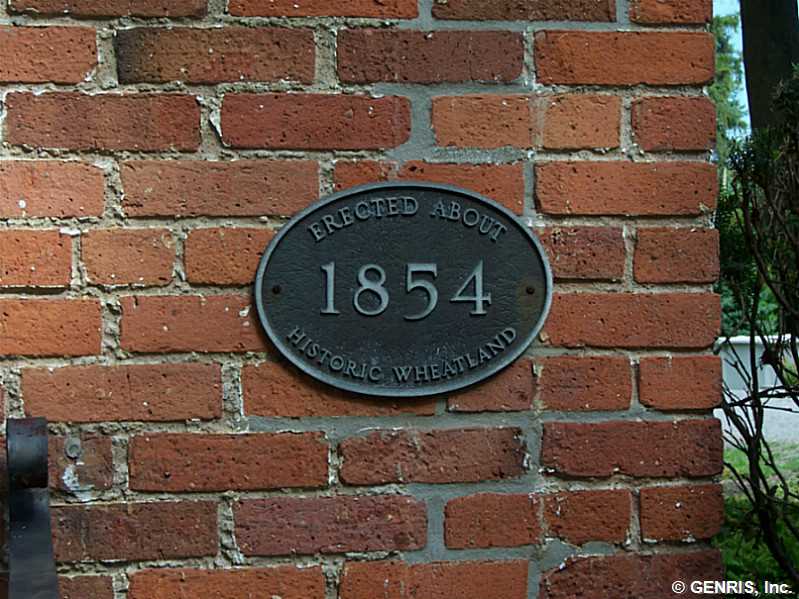 ERECTED ABOUT
1854
HISTORIC WHEATLAND
© GENRIS, Inc.